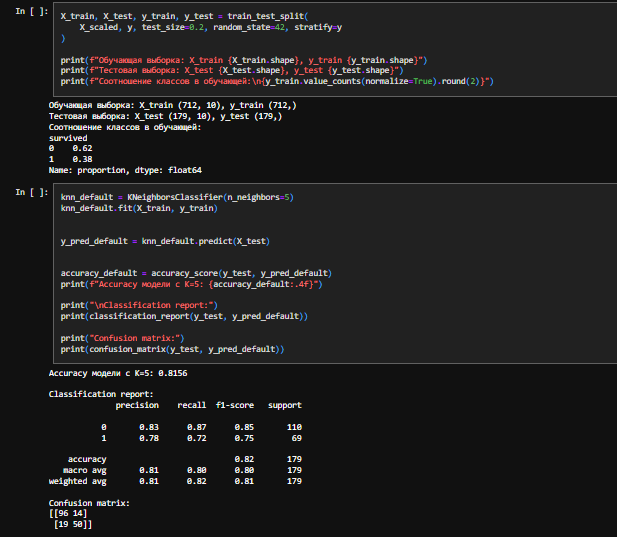 In [ ]:
X_train, X_test, y_train, y_test = train_test_split(
    X_scaled, y, test_size=0.2, random_state=42, stratify=y
)
print(f"Обучающая выборка: X_train {X_train.shape}, y_train {y_train.shape}")
print(f"Тестовая выборка: X_test {X_test.shape}, y_test {y_test.shape}")
print(f"Соотношение классов в обучающей:\n{y_train.value_counts(normalize=True).round(2)}")
Обучающая выборка: X_train (712, 10), y_train (712,)
Тестовая выборка: X_test (179, 10), y_test (179,)
Соотношение классов в обучающей:
survived
0    0.62
1    0.38
Name: proportion, dtype: float64
In [ ]:
knn_default = KNeighborsClassifier(n_neighbors=5)
knn_default.fit(X_train, y_train)
y_pred_default = knn_default.predict(X_test)
accuracy_default = accuracy_score(y_test, y_pred_default)
print(f"Accuracy модели с K=5: {accuracy_default:.4f}")
print("\nClassification report:")
print(classification_report(y_test, y_pred_default))
print("Confusion matrix:")
print(confusion_matrix(y_test, y_pred_default))
Accuracy модели с K=5: 0.8156
Classification report:
              precision    recall  f1-score   support
           0       0.83      0.87      0.85       110
           1       0.78      0.72      0.75        69
    accuracy                           0.82       179
   macro avg       0.81      0.80      0.80       179
weighted avg       0.81      0.82      0.81       179
Confusion matrix:
[[96 14]
 [19 50]]